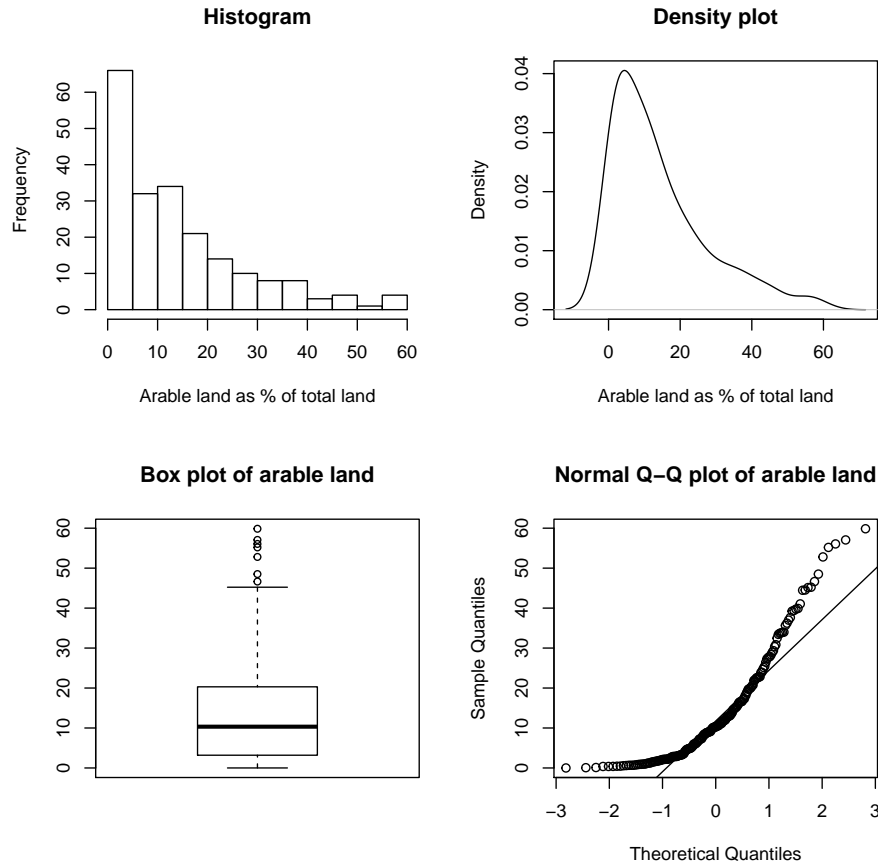 Histogram
Frequency
0 10 20 30 40 50 60
0 10 20 30 40 50 60
Arable land as % of total land
Density plot
Density
0.00 0.01 0.02 0.03 0.04
0 20 40 60
Arable land as % of total land
Box plot of arable land
0 10 20 30 40 50 60
Normal Q−Q plot of arable land
Sample Quantiles
0 10 20 30 40 50 60
−3 −2 −1 0 1 2 3
Theoretical Quantiles